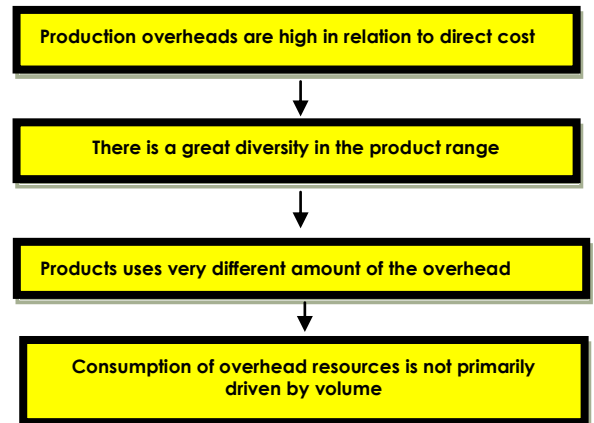 Production overheads are high in relation to direct cost
There is a great diversity in the product range
Products uses very different amount of the overhead
Consumption of overhead resources is not primarily
driven by volume